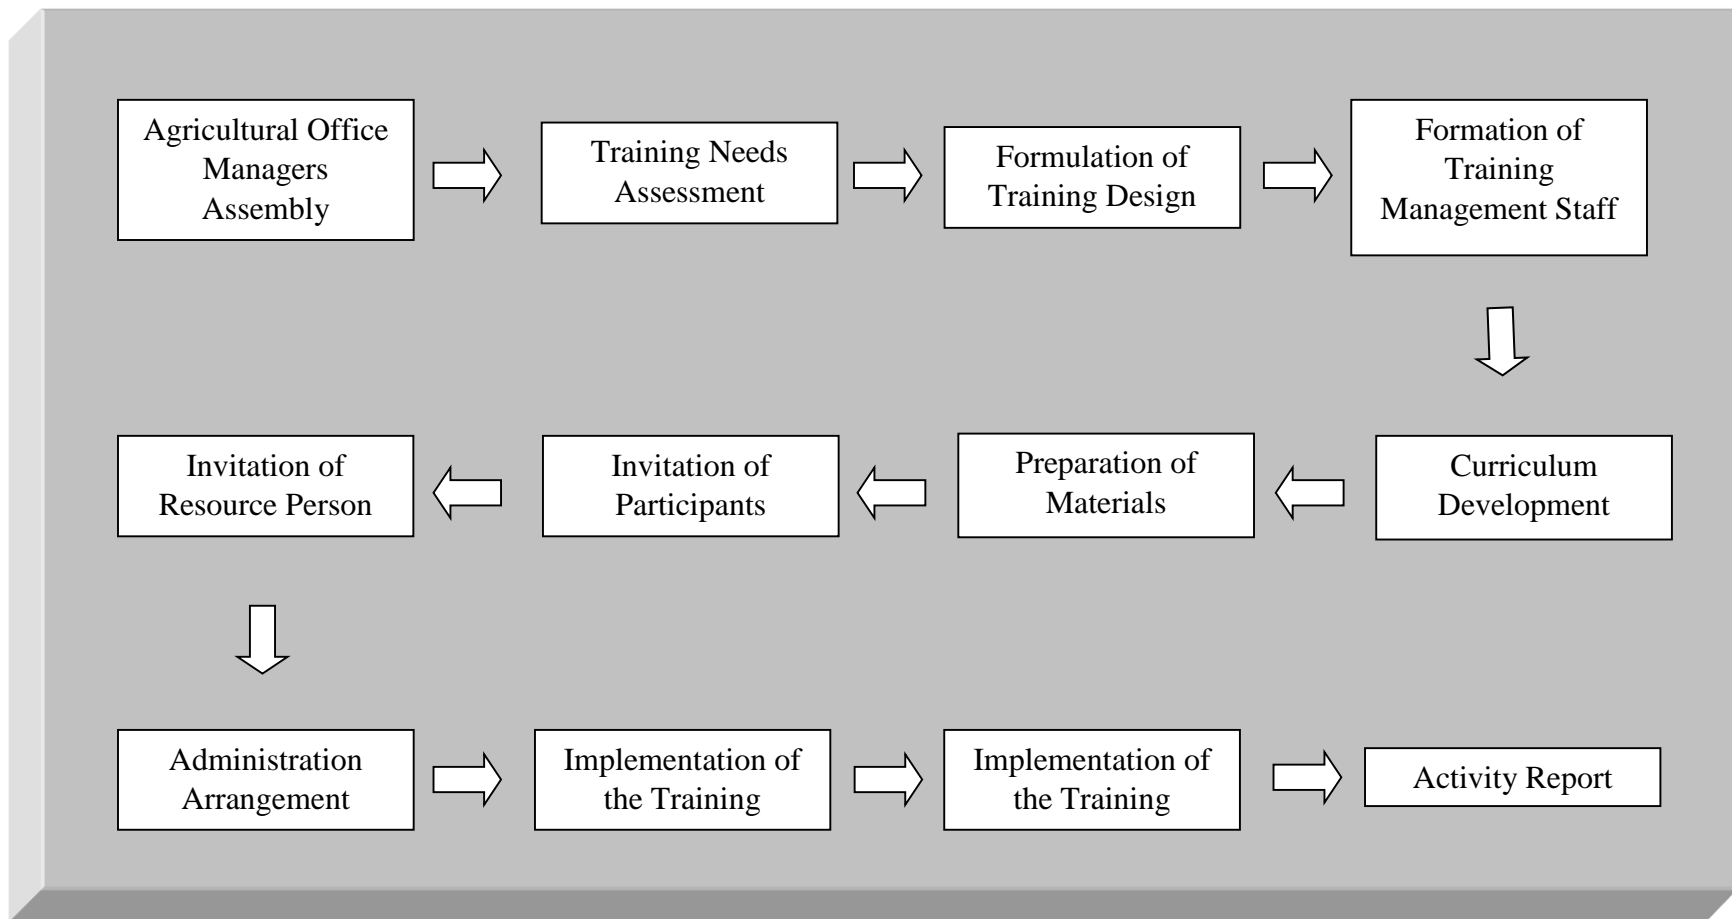 Agricultural Office
Managers
Assembly
Training Needs
Assessment
Formulation of
Training Design
Formation of
Training
Management Staff
Curriculum
Development
Preparation of
Materials
Invitation of
Participants
Invitation of
Resource Person
Administration
Arrangement
Implementation of
the Training
Implementation of
the Training
Activity Report